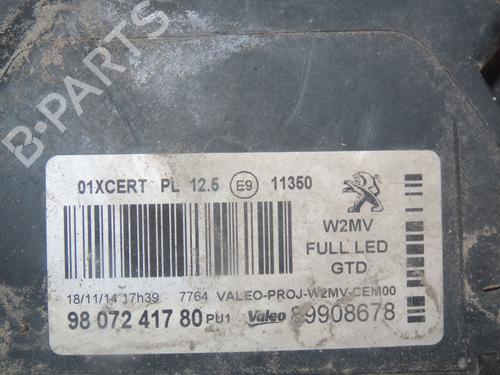 B-PARTS
01XCERT PL 12.5 E9 11350
W2MV
FULL LED
GTD
18/11/14 17h39 7764 VALEO-PROJ-W2MV-CEM00
98 072 417 80 PU1 Valeo 89908678